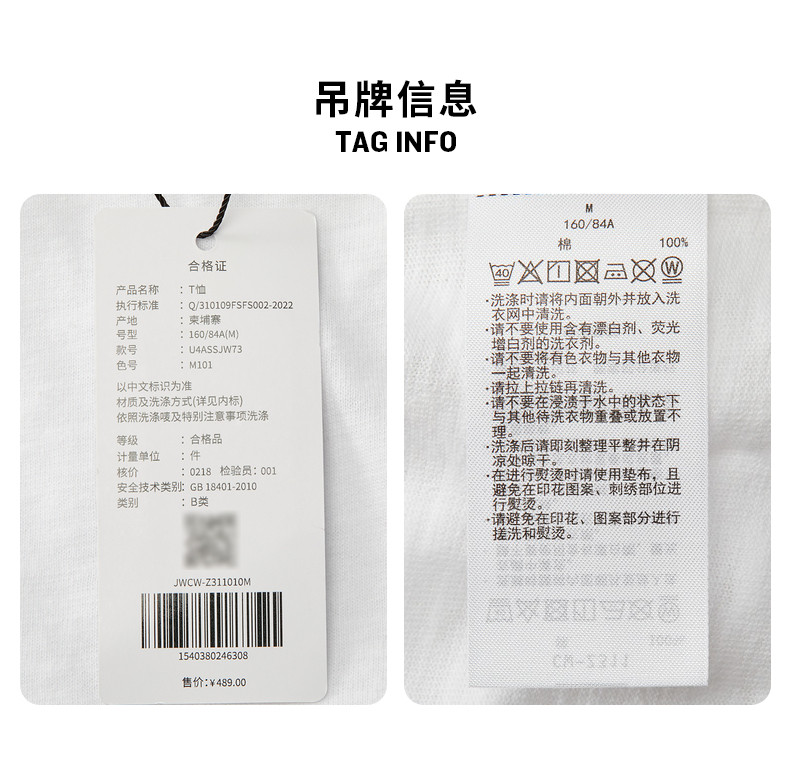 吊牌信息
TAG INFO
合格证
产品名称 ：T恤
执行标准 ：Q/310109FSFS002-2022
产地 ：柬埔寨
号型 ：160/84A(M)
款号 ：U4ASSJW73
色号 ：M101
以中文标识为准
材质及洗涤方式(详见内标)
依照洗涤唛及特别注意事项洗涤
等级 ：合格品
计量单位 ：件
核价 ：0218 检验员：001
安全技术类别：GB 18401-2010
类别 ：B类
JWCW-Z311010M
1540380246308
售价：¥489.00
M
160/84A
棉 100%
40
W
·洗涤时请将内面朝外并放入洗
衣网中清洗。
·请不要使用含有漂白剂、荧光
增白剂的洗衣剂。
·请不要将有色衣物与其他衣物
一起清洗。
·请拉上拉链再清洗。
·请不要在浸渍于水中的状态下
与其他待洗衣物重叠或放置不
理。
·洗涤后请即刻整理平整并在阴
凉处晾干。
·在进行熨烫时请使用垫布，且
避免在印花图案、刺绣部位进
行熨烫。
·请避免在印花、图案部分进行
搓洗和熨烫。
100%
CW-Z311